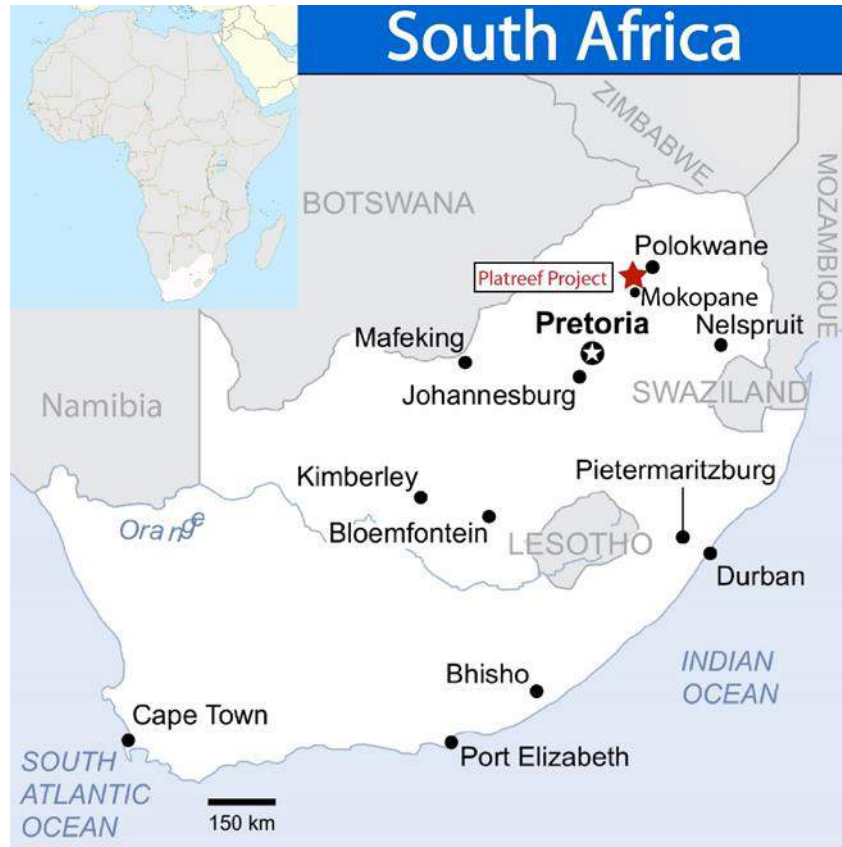 South Africa
ZIMBABWE
BOTSWANA
MOZAMBIQUE
Polokwane
Platreef Project
Mokopane
Pretoria
Nelspruit
Mafeking
Johannesburg
SWAZILAND
Namibia
Kimberley
Pietermaritzburg
Orange
Bloemfontein
LESOTHO
Durban
Bhisho
INDIAN
OCEAN
Cape Town
Port Elizabeth
SOUTH
ATLANTIC
OCEAN
150 km